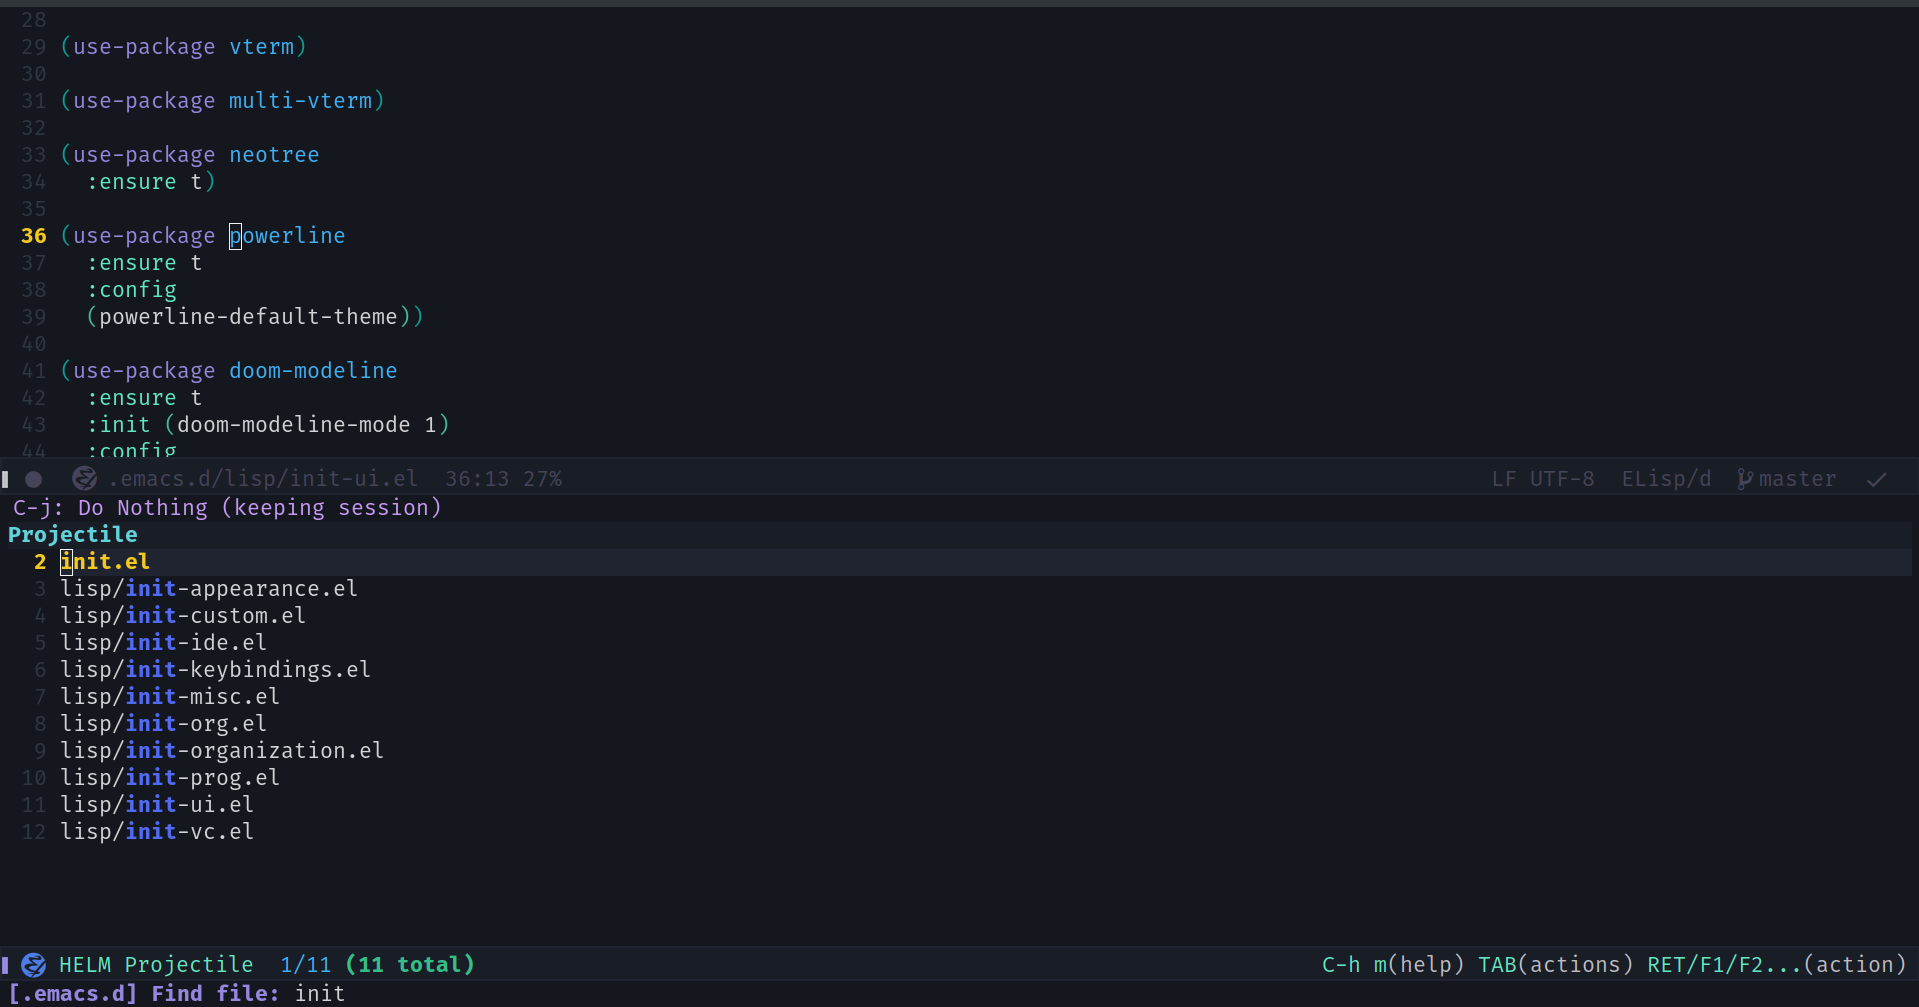 28
29 (use-package vterm)
30
31 (use-package multi-vterm)
32
33 (use-package neotree
34   :ensure t)
35
36 (use-package powerline
37   :ensure t
38   :config
39   (powerline-default-theme))
40
41 (use-package doom-modeline
42   :ensure t
43   :init (doom-modeline-mode 1)
44   :config
.emacs.d/lisp/init-ui.el  36:13 27%  LF UTF-8  ELisp/d  master
C-j: Do Nothing (keeping session)
Projectile
2 init.el
3 lisp/init-appearance.el
4 lisp/init-custom.el
5 lisp/init-ide.el
6 lisp/init-keybindings.el
7 lisp/init-misc.el
8 lisp/init-org.el
9 lisp/init-organization.el
10 lisp/init-prog.el
11 lisp/init-ui.el
12 lisp/init-vc.el
HELM Projectile  1/11 (11 total)  C-h m(help) TAB(actions) RET/F1/F2...(action)
[.emacs.d] Find file: init